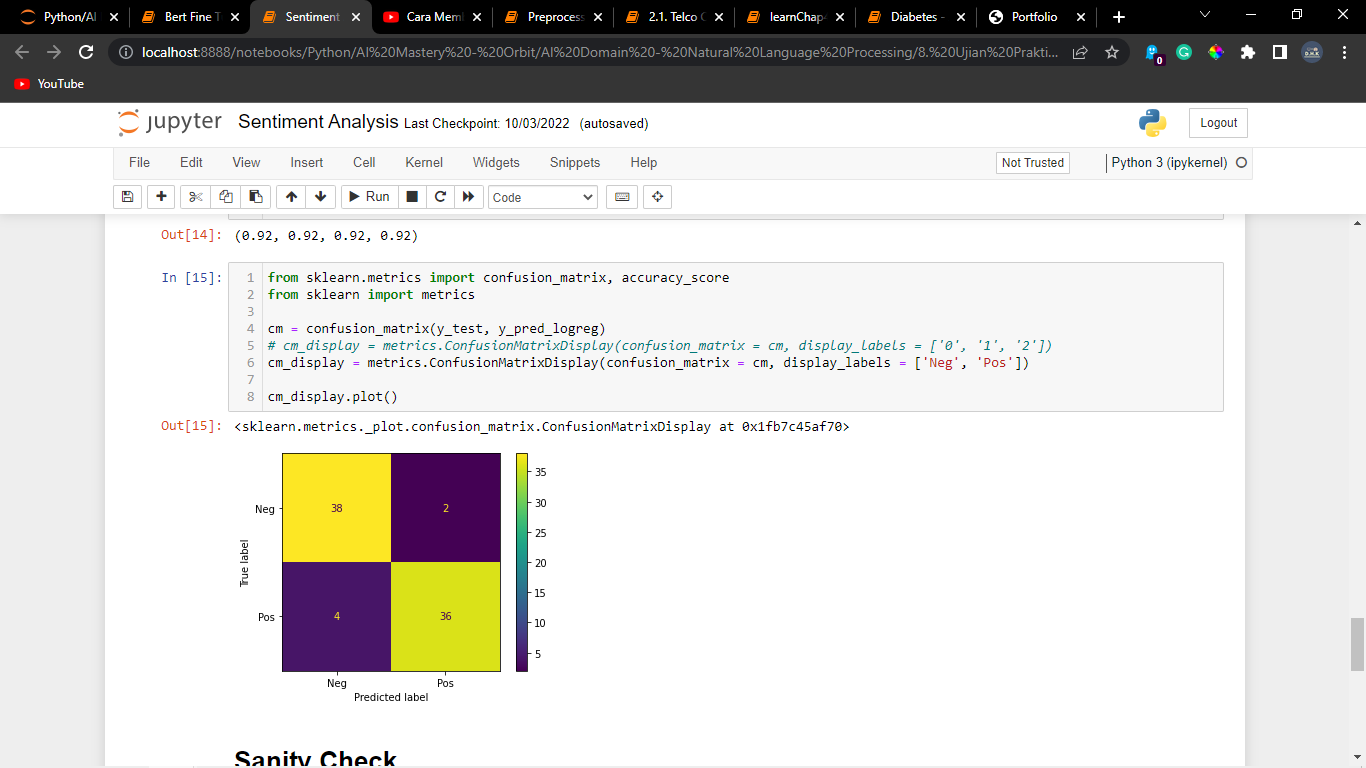 Python/AI
Bert Fine T
Sentiment
Cara Mem
Preprocess
2.1. Telco C
learnChap
Diabetes -
Portfolio
localhost:8888/notebooks/Python/AI%20Mastery%20-%20Orbit/AI%20Domain%20-%20Natural%20Language%20Processing/8.%20Ujian%20Prakti...
0
YouTube
jupyter Sentiment Analysis Last Checkpoint: 10/03/2022 (autosaved)
Logout
File Edit View Insert Cell Kernel Widgets Snippets Help
Not Trusted
Python 3 (ipykernel)
Run
Code
Out[14]: (0.92, 0.92, 0.92, 0.92)
In [15]:
1 from sklearn.metrics import confusion_matrix, accuracy_score
2 from sklearn import metrics
3
4 cm = confusion_matrix(y_test, y_pred_logreg)
5 # cm_display = metrics.ConfusionMatrixDisplay(confusion_matrix = cm, display_labels = ['0', '1', '2'])
6 cm_display = metrics.ConfusionMatrixDisplay(confusion_matrix = cm, display_labels = ['Neg', 'Pos'])
7
8 cm_display.plot()
Out[15]: <sklearn.metrics._plot.confusion_matrix.ConfusionMatrixDisplay at 0x1fb7c45af70>
True label
Neg
38
2
Pos
4
36
Neg
Pos
Predicted label
35
30
25
20
15
10
5
Sanity Check